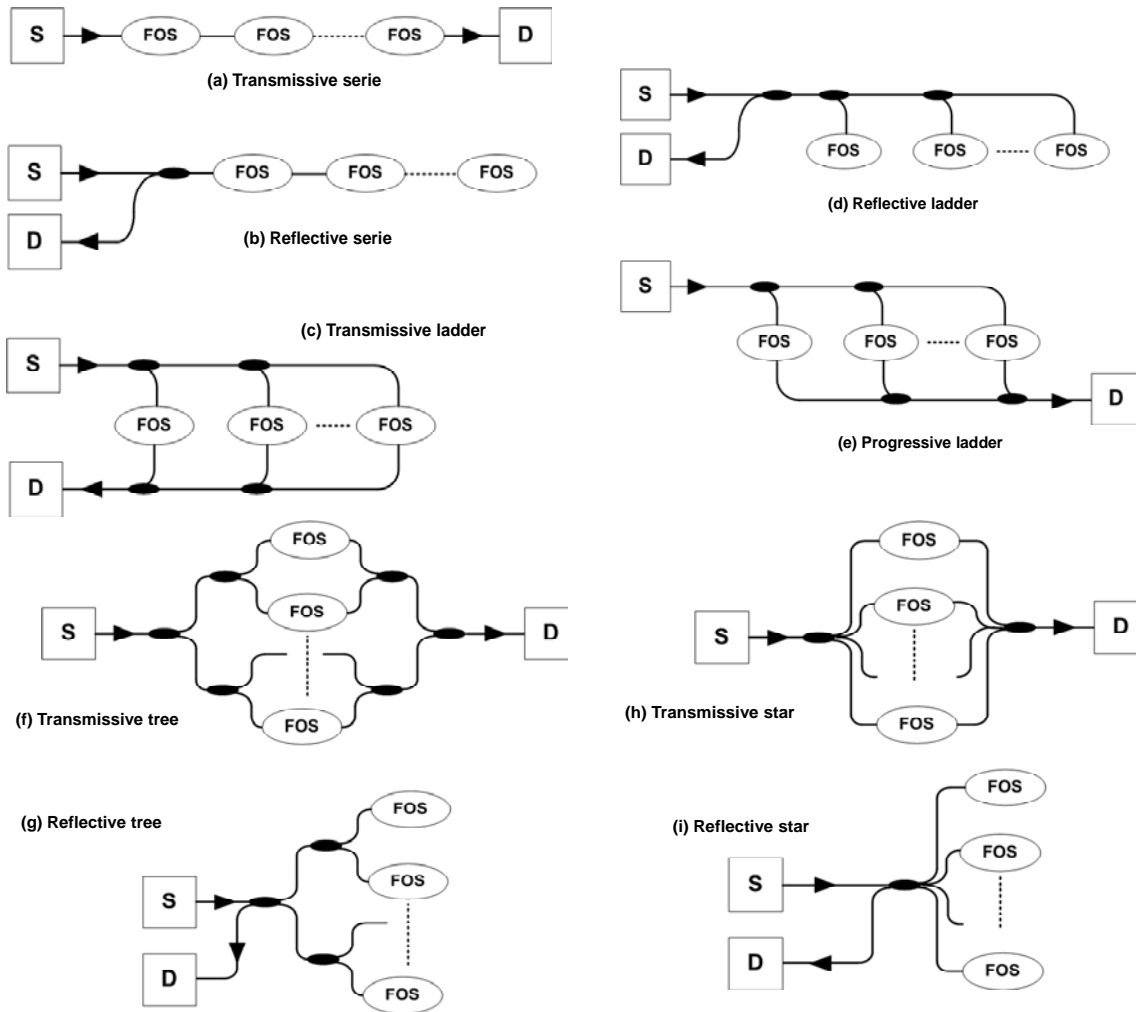 S FOS FOS FOS D
(a) Transmissive serie
S FOS FOS FOS
D
(b) Reflective serie
(c) Transmissive ladder
S
FOS FOS FOS
D
S
D FOS FOS FOS
(d) Reflective ladder
S
FOS FOS FOS
D
(e) Progressive ladder
FOS
FOS
S D
FOS
(f) Transmissive tree
FOS
FOS
S D
(h) Transmissive star
FOS
(g) Reflective tree
FOS
FOS
S
D
FOS
FOS
(i) Reflective star
FOS
S
D
FOS